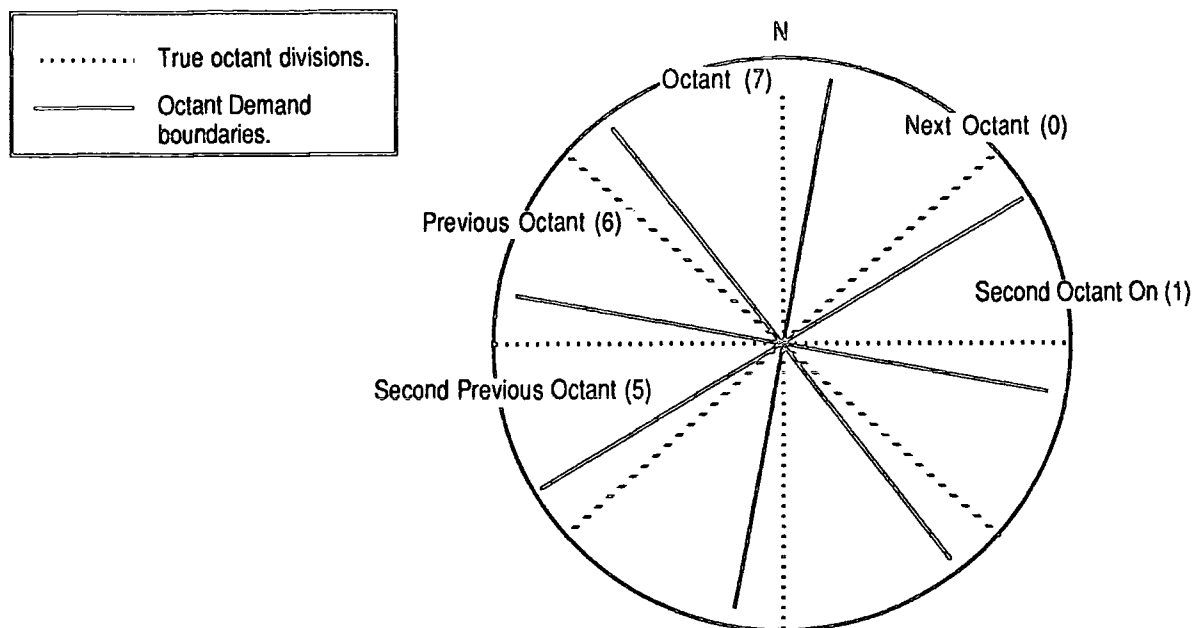 True octant divisions.
Octant Demand
boundaries.
N
Octant (7)
Next Octant (0)
Previous Octant (6)
Second Octant On (1)
Second Previous Octant (5)